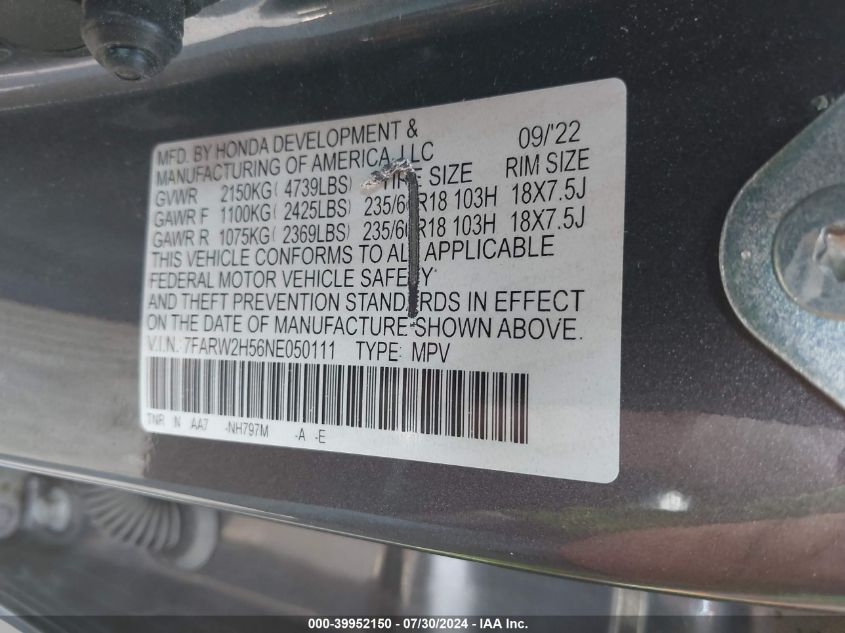 MFD. BY HONDA DEVELOPMENT & 09/'22
MANUFACTURING OF AMERICA, LLC
GVWR 2150KG( 4739LBS) TIRE SIZE RIM SIZE
GAWR F 1100KG( 2425LBS) 235/60R18 103H 18X7.5J
GAWR R 1075KG( 2369LBS) 235/60R18 103H 18X7.5J
THIS VEHICLE CONFORMS TO ALL APPLICABLE
FEDERAL MOTOR VEHICLE SAFETY
AND THEFT PREVENTION STANDARDS IN EFFECT
ON THE DATE OF MANUFACTURE SHOWN ABOVE.
V.I.N.: 7FARW2H56NE050111 TYPE: MPV
TNR N AA7 -NH797M -A -E
000-39952150 - 07/30/2024 - IAA Inc.